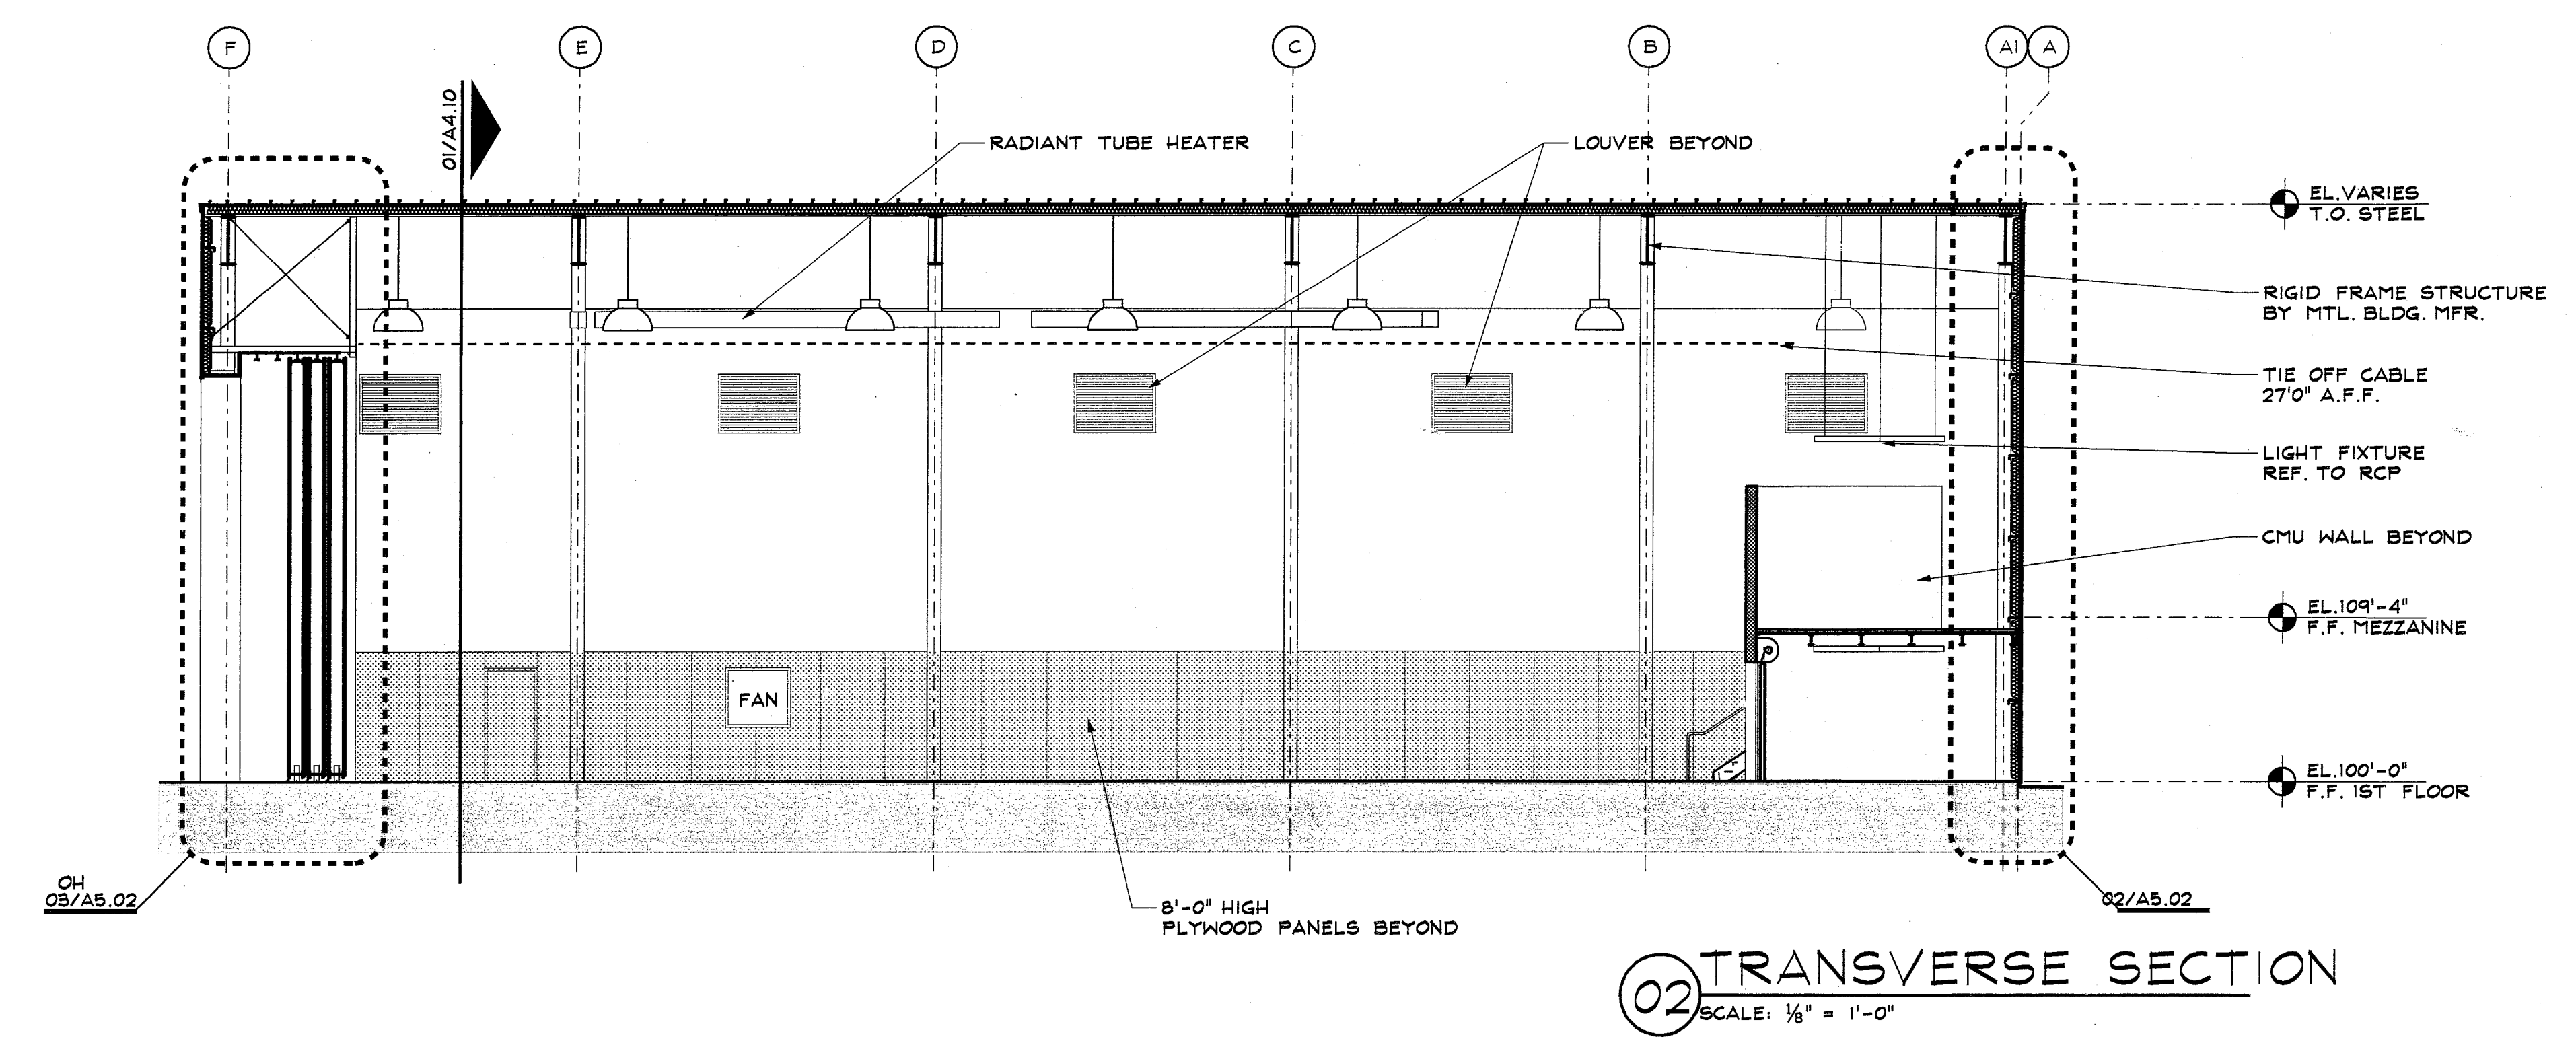 F
E
D
C
B
A1
A
01/A4.10
RADIANT TUBE HEATER
LOUVER BEYOND
EL.VARIES
T.O. STEEL
RIGID FRAME STRUCTURE
BY MTL. BLDG. MFR.
TIE OFF CABLE
27'0" A.F.F.
LIGHT FIXTURE
REF. TO RCP
CMU WALL BEYOND
EL.109'-4"
F.F. MEZZANINE
FAN
EL.100'-0"
F.F. 1ST FLOOR
OH
03/A5.02
02/A5.02
8'-0" HIGH
PLYWOOD PANELS BEYOND
02
TRANSVERSE SECTION
SCALE: ⅛" = 1'-0"